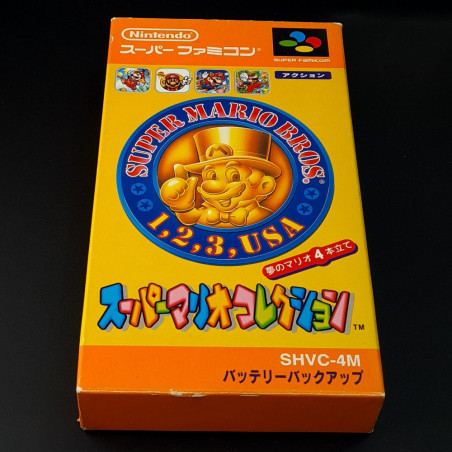 Nintendo®
スーパーファミコン®
SUPER FAMICOM
アクション
SUPER MARIO BROS.
1, 2, 3, USA
夢のマリオ4本立て
スーパーマリオコレクション™
SHVC-4M
バッテリーバックアップ